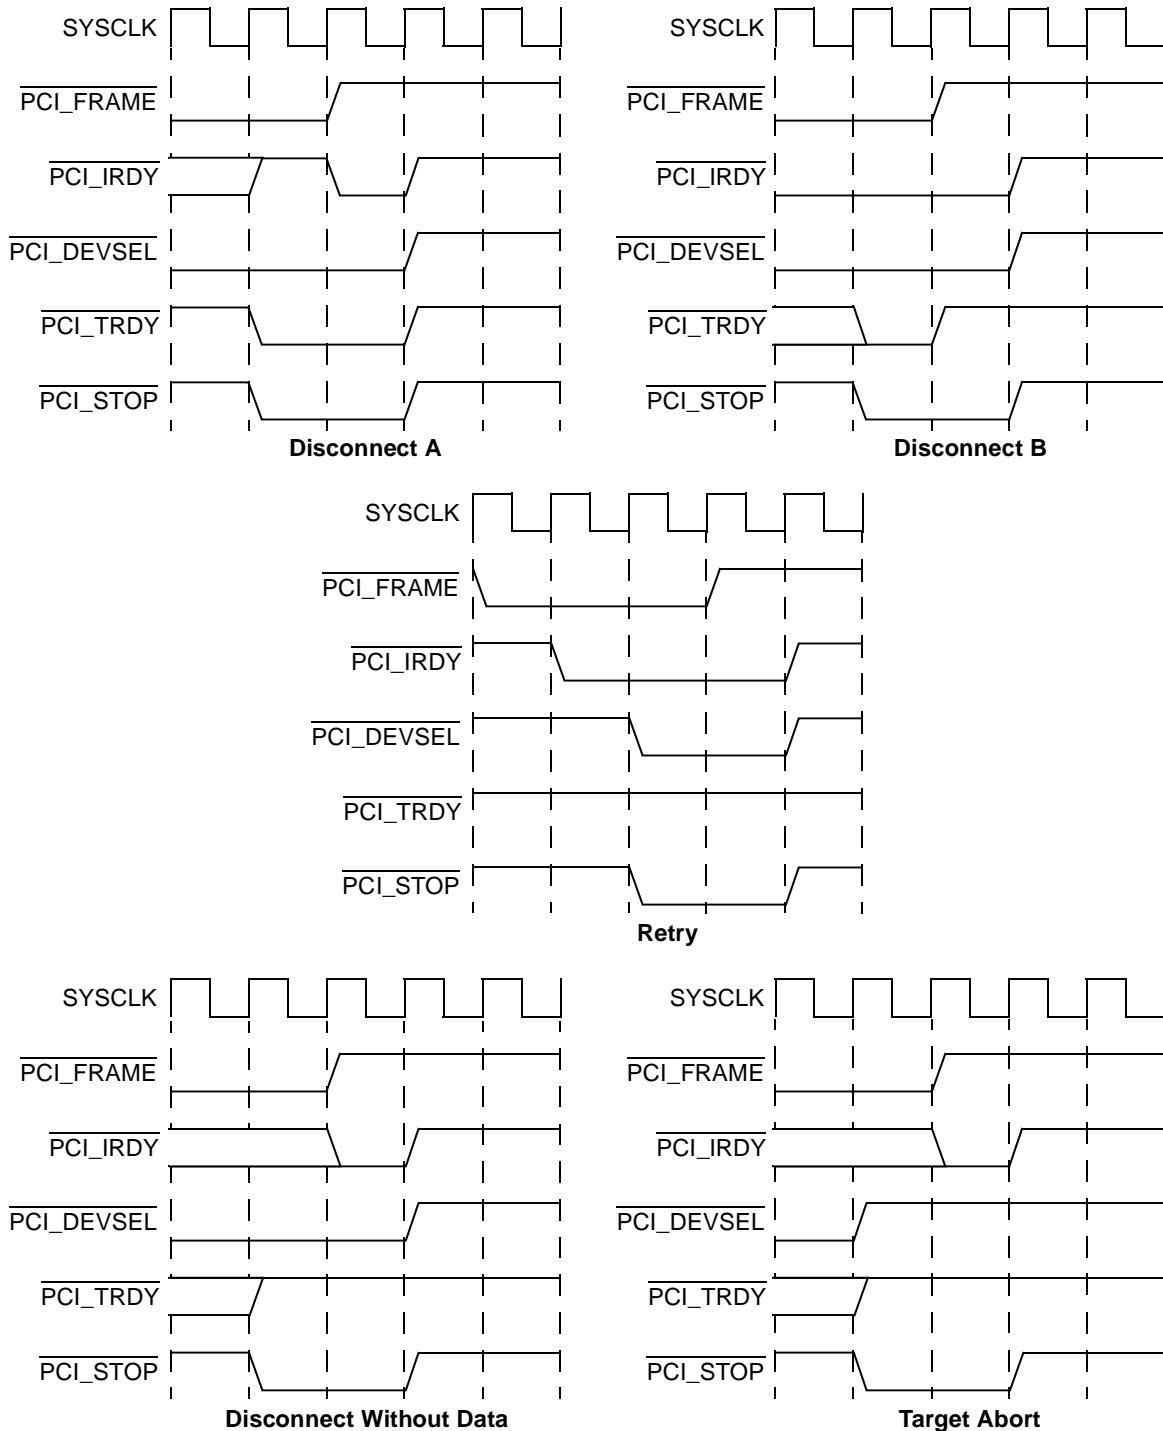 SYSCLK
PCI_FRAME
PCI_IRDY
PCI_DEVSEL
PCI_TRDY
PCI_STOP
Disconnect A
SYSCLK
PCI_FRAME
PCI_IRDY
PCI_DEVSEL
PCI_TRDY
PCI_STOP
Disconnect B
SYSCLK
PCI_FRAME
PCI_IRDY
PCI_DEVSEL
PCI_TRDY
PCI_STOP
Retry
SYSCLK
PCI_FRAME
PCI_IRDY
PCI_DEVSEL
PCI_TRDY
PCI_STOP
Disconnect Without Data
SYSCLK
PCI_FRAME
PCI_IRDY
PCI_DEVSEL
PCI_TRDY
PCI_STOP
Target Abort